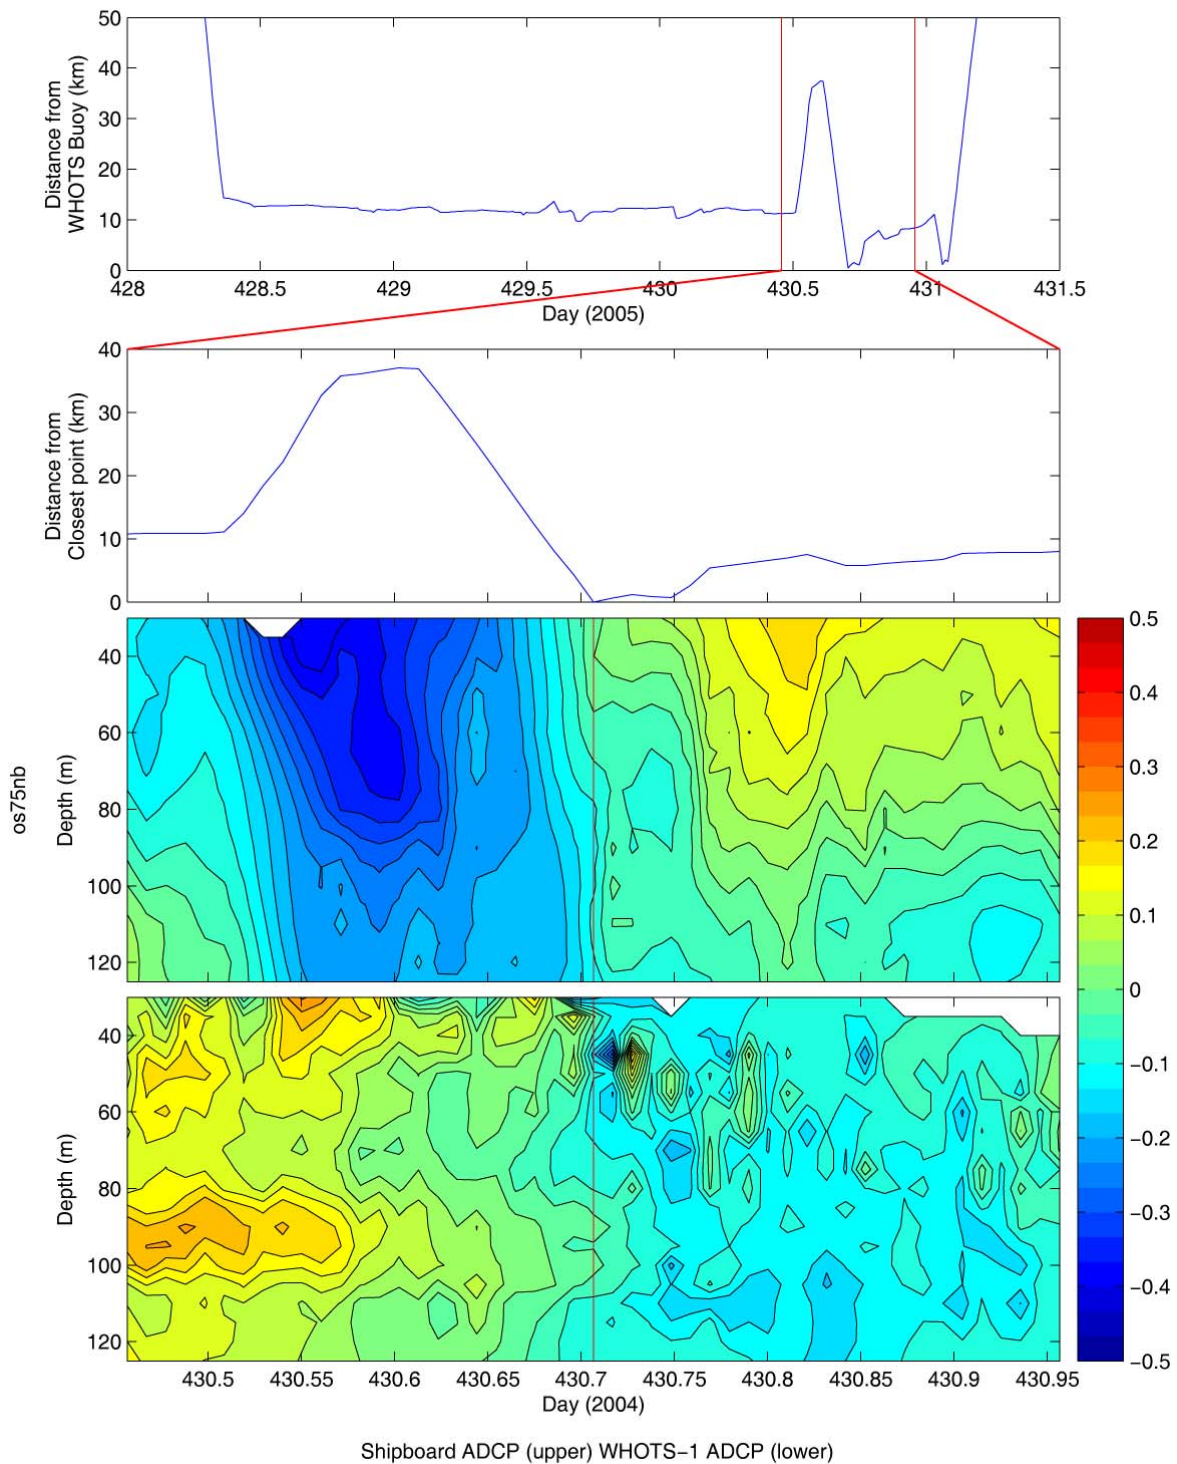 50
40
30
20
10
0
Distance from
WHOTS Buoy (km)
428 428.5 429 429.5 430 430.5 431 431.5
Day (2005)
40
30
20
10
0
Distance from
Closest point (km)
os75nb
40
60
80
100
120
Depth (m)
0.5
0.4
0.3
0.2
0.1
0
−0.1
−0.2
−0.3
−0.4
−0.5
40
60
80
100
120
Depth (m)
430.5 430.55 430.6 430.65 430.7 430.75 430.8 430.85 430.9 430.95
Day (2004)
Shipboard ADCP (upper) WHOTS−1 ADCP (lower)